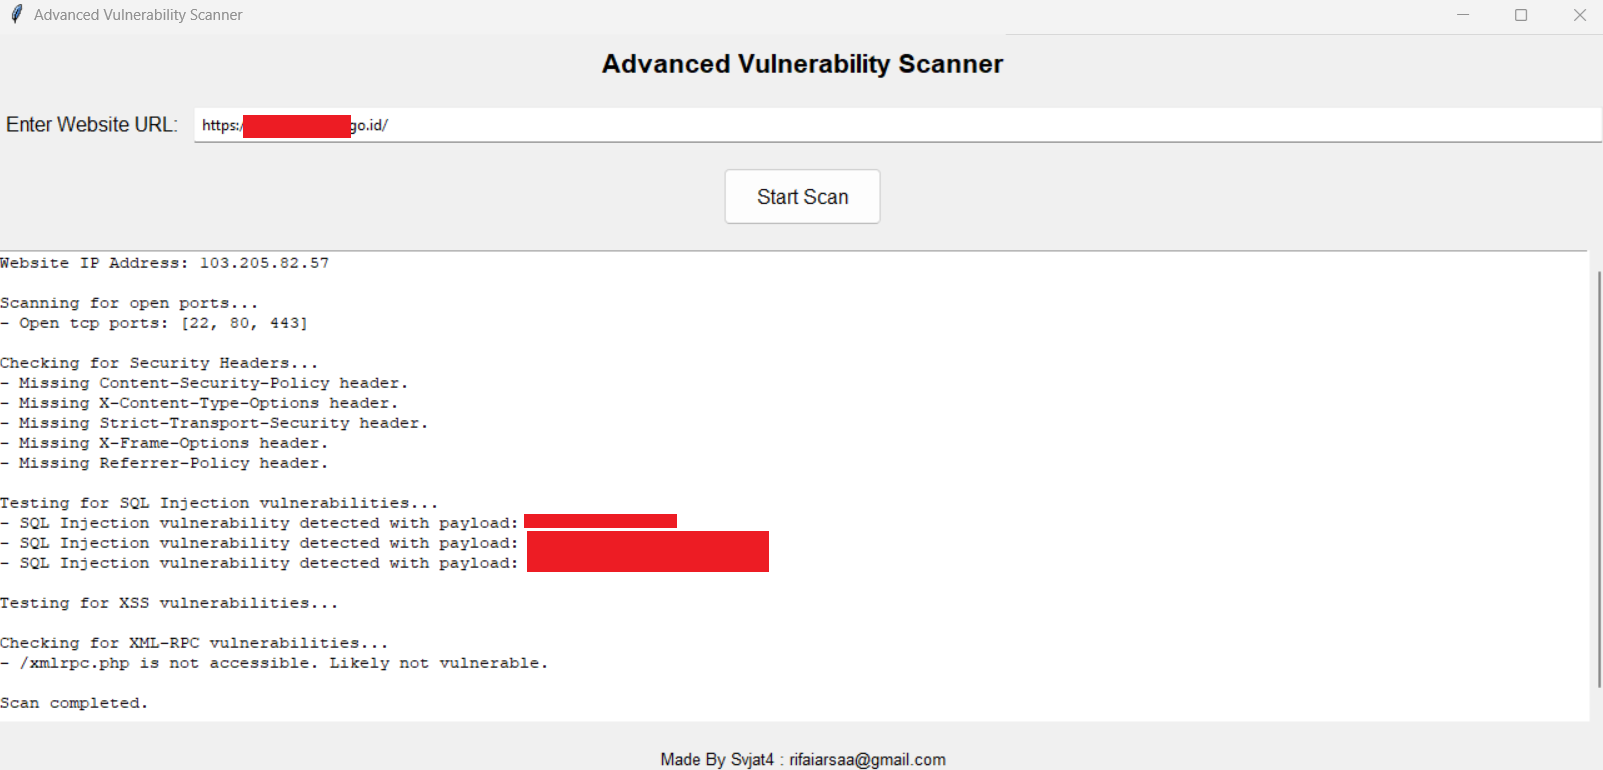 Advanced Vulnerability Scanner
Advanced Vulnerability Scanner
Enter Website URL: https:/ go.id/
Start Scan
Website IP Address: 103.205.82.57
Scanning for open ports...
- Open tcp ports: [22, 80, 443]
Checking for Security Headers...
- Missing Content-Security-Policy header.
- Missing X-Content-Type-Options header.
- Missing Strict-Transport-Security header.
- Missing X-Frame-Options header.
- Missing Referrer-Policy header.
Testing for SQL Injection vulnerabilities...
- SQL Injection vulnerability detected with payload:
- SQL Injection vulnerability detected with payload:
- SQL Injection vulnerability detected with payload:
Testing for XSS vulnerabilities...
Checking for XML-RPC vulnerabilities...
- /xmlrpc.php is not accessible. Likely not vulnerable.
Scan completed.
Made By Svjat4 : rifaiarsaa@gmail.com